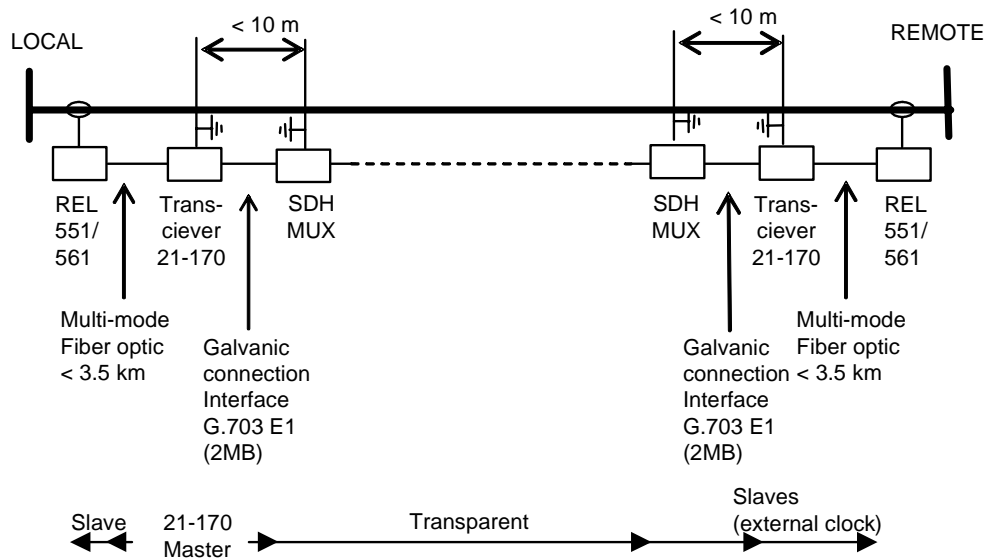 < 10 m
< 10 m
LOCAL
REMOTE
REL
551/
561
Trans-
ciever
21-170
SDH
MUX
SDH
MUX
Trans-
ciever
21-170
REL
551/
561
Multi-mode
Fiber optic
< 3.5 km
Galvanic
connection
Interface
G.703 E1
(2MB)
Galvanic
connection
Interface
G.703 E1
(2MB)
Multi-mode
Fiber optic
< 3.5 km
Slave
21-170
Master
Transparent
Slaves
(external clock)